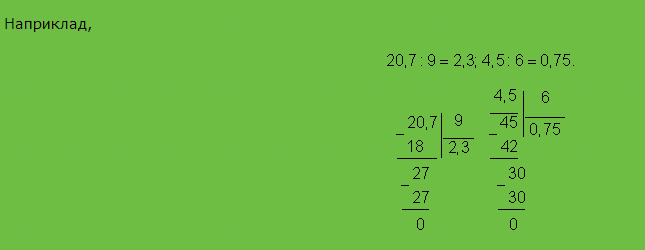 Наприклад,
20,7 : 9 = 2,3; 4,5 : 6 = 0,75.
4,5 6
20,7 9 – 45 0,75
– 18 2,3 42
27 30
– 27 – 30
0 0